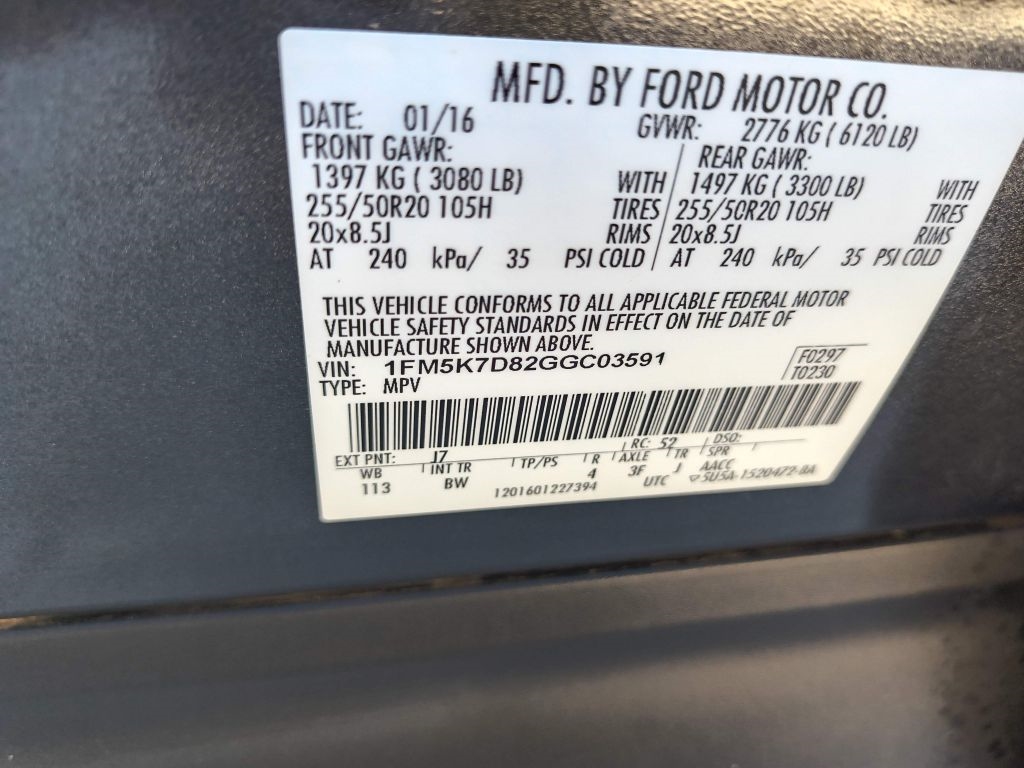 MFD. BY FORD MOTOR CO.
DATE: 01/16 GVWR: 2776 KG ( 6120 LB)
FRONT GAWR: REAR GAWR:
1397 KG ( 3080 LB) WITH 1497 KG ( 3300 LB) WITH
255/50R20 105H TIRES 255/50R20 105H TIRES
20x8.5J RIMS 20x8.5J RIMS
AT 240 kPa/ 35 PSI COLD AT 240 kPa/ 35 PSI COLD
THIS VEHICLE CONFORMS TO ALL APPLICABLE FEDERAL MOTOR
VEHICLE SAFETY STANDARDS IN EFFECT ON THE DATE OF
MANUFACTURE SHOWN ABOVE.
VIN: 1FM5K7D82GGC03591 F0297
TYPE: MPV T0230
EXT PNT: J7 RC: 52 DSO:
WB INT TR TP/PS R AXLE TR SPR
113 BW 4 3F J AACC
1201601227394 UTC ▽5U5A-1520472-BA